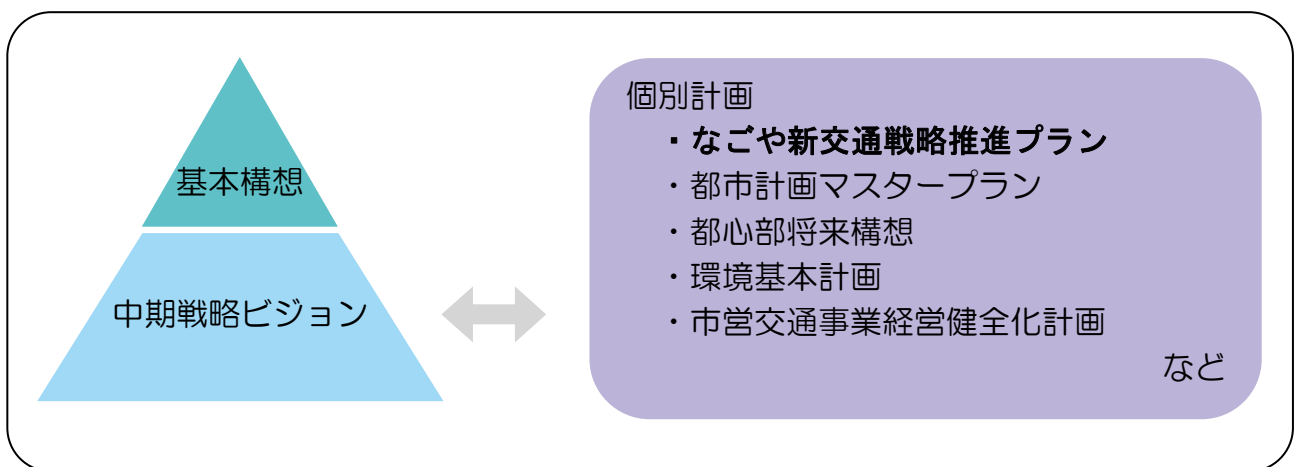 基本構想
中期戦略ビジョン
個別計画
・なごや新交通戦略推進プラン
・都市計画マスタープラン
・都心部将来構想
・環境基本計画
・市営交通事業経営健全化計画
など